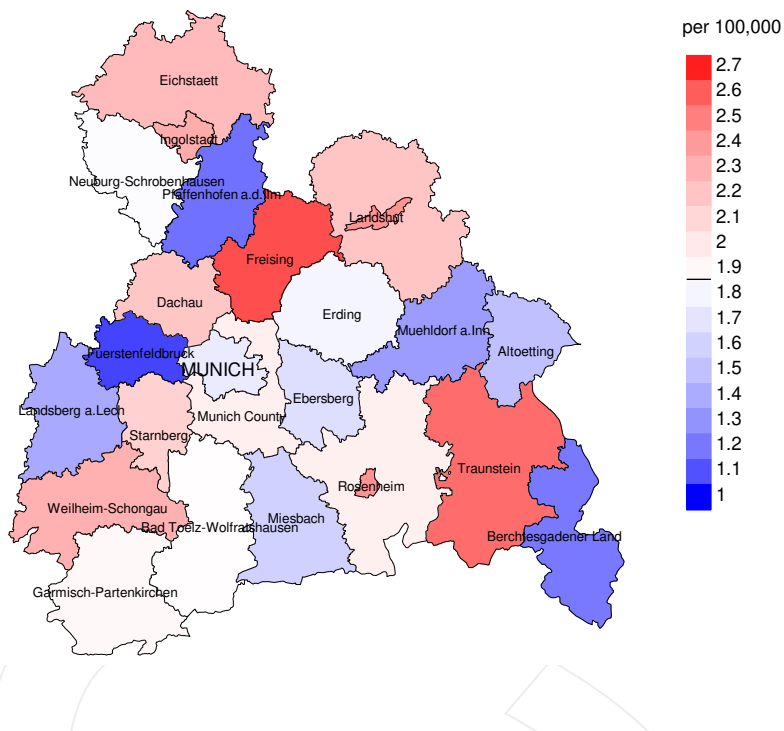 per 100,000
2.7
2.6
2.5
2.4
2.3
2.2
2.1
2
1.9
1.8
1.7
1.6
1.5
1.4
1.3
1.2
1.1
1
Eichstaett
Ingolstadt
Neuburg-Schrobenhausen
Pfaffenhofen a.d.Ilm
Landshut
Freising
Dachau
Erding
Muehldorf a.Inn
Altoetting
Fuerstenfeldbruck
MUNICH
Ebersberg
Landsberg a.Lech
Munich County
Starnberg
Traunstein
Rosenheim
Weilheim-Schongau
Miesbach
Bad Toelz-Wolfratshausen
Berchtesgadener Land
Garmisch-Partenkirchen